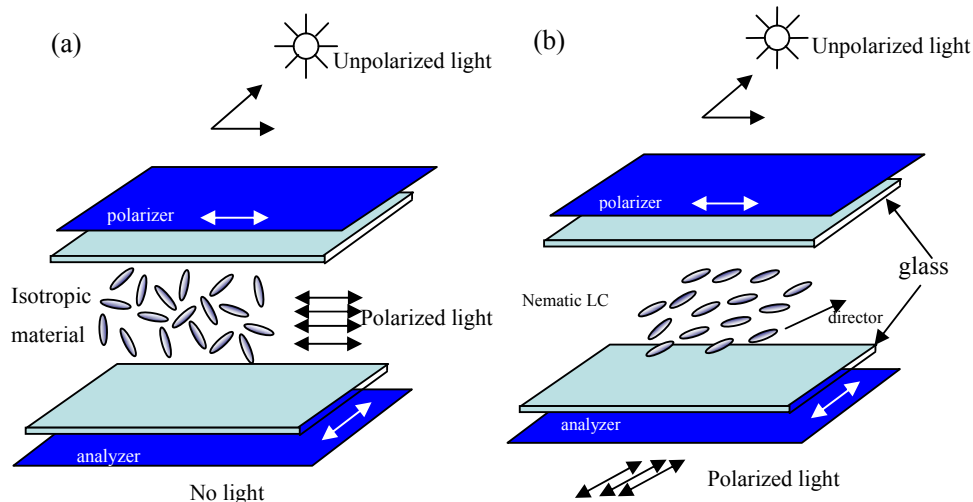 (a)
Unpolarized light
polarizer
Isotropic
material
Polarized light
analyzer
No light
(b)
Unpolarized light
polarizer
glass
Nematic LC
director
analyzer
Polarized light